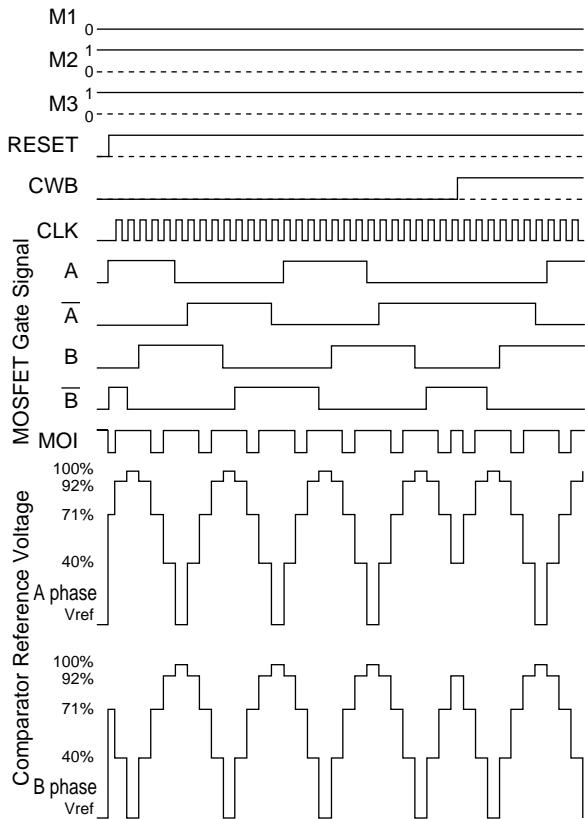 M1
0
1
M2
0
1
M3
0
RESET
CWB
CLK
MOSFET Gate Signal
A
A̅
B
B̅
MOI
Comparator Reference Voltage
100%
92%
71%
40%
A phase
Vref
100%
92%
71%
40%
B phase
Vref